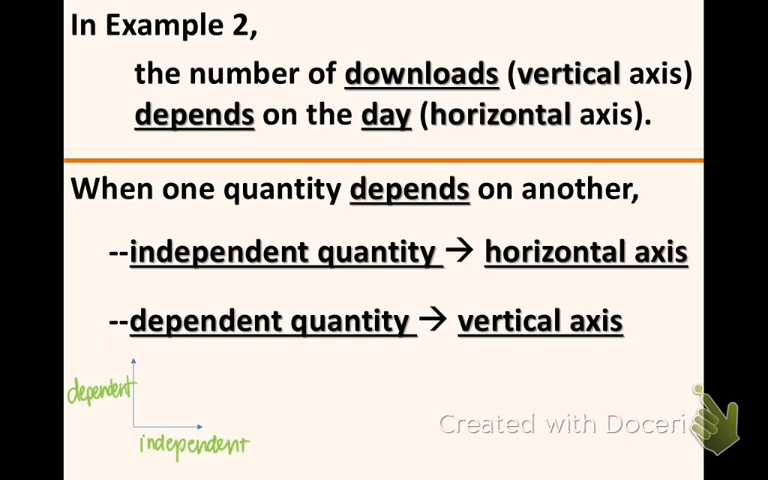 In Example 2,
the number of downloads (vertical axis)
depends on the day (horizontal axis).
When one quantity depends on another,
--independent quantity → horizontal axis
--dependent quantity → vertical axis
dependent
independent
Created with Doceri